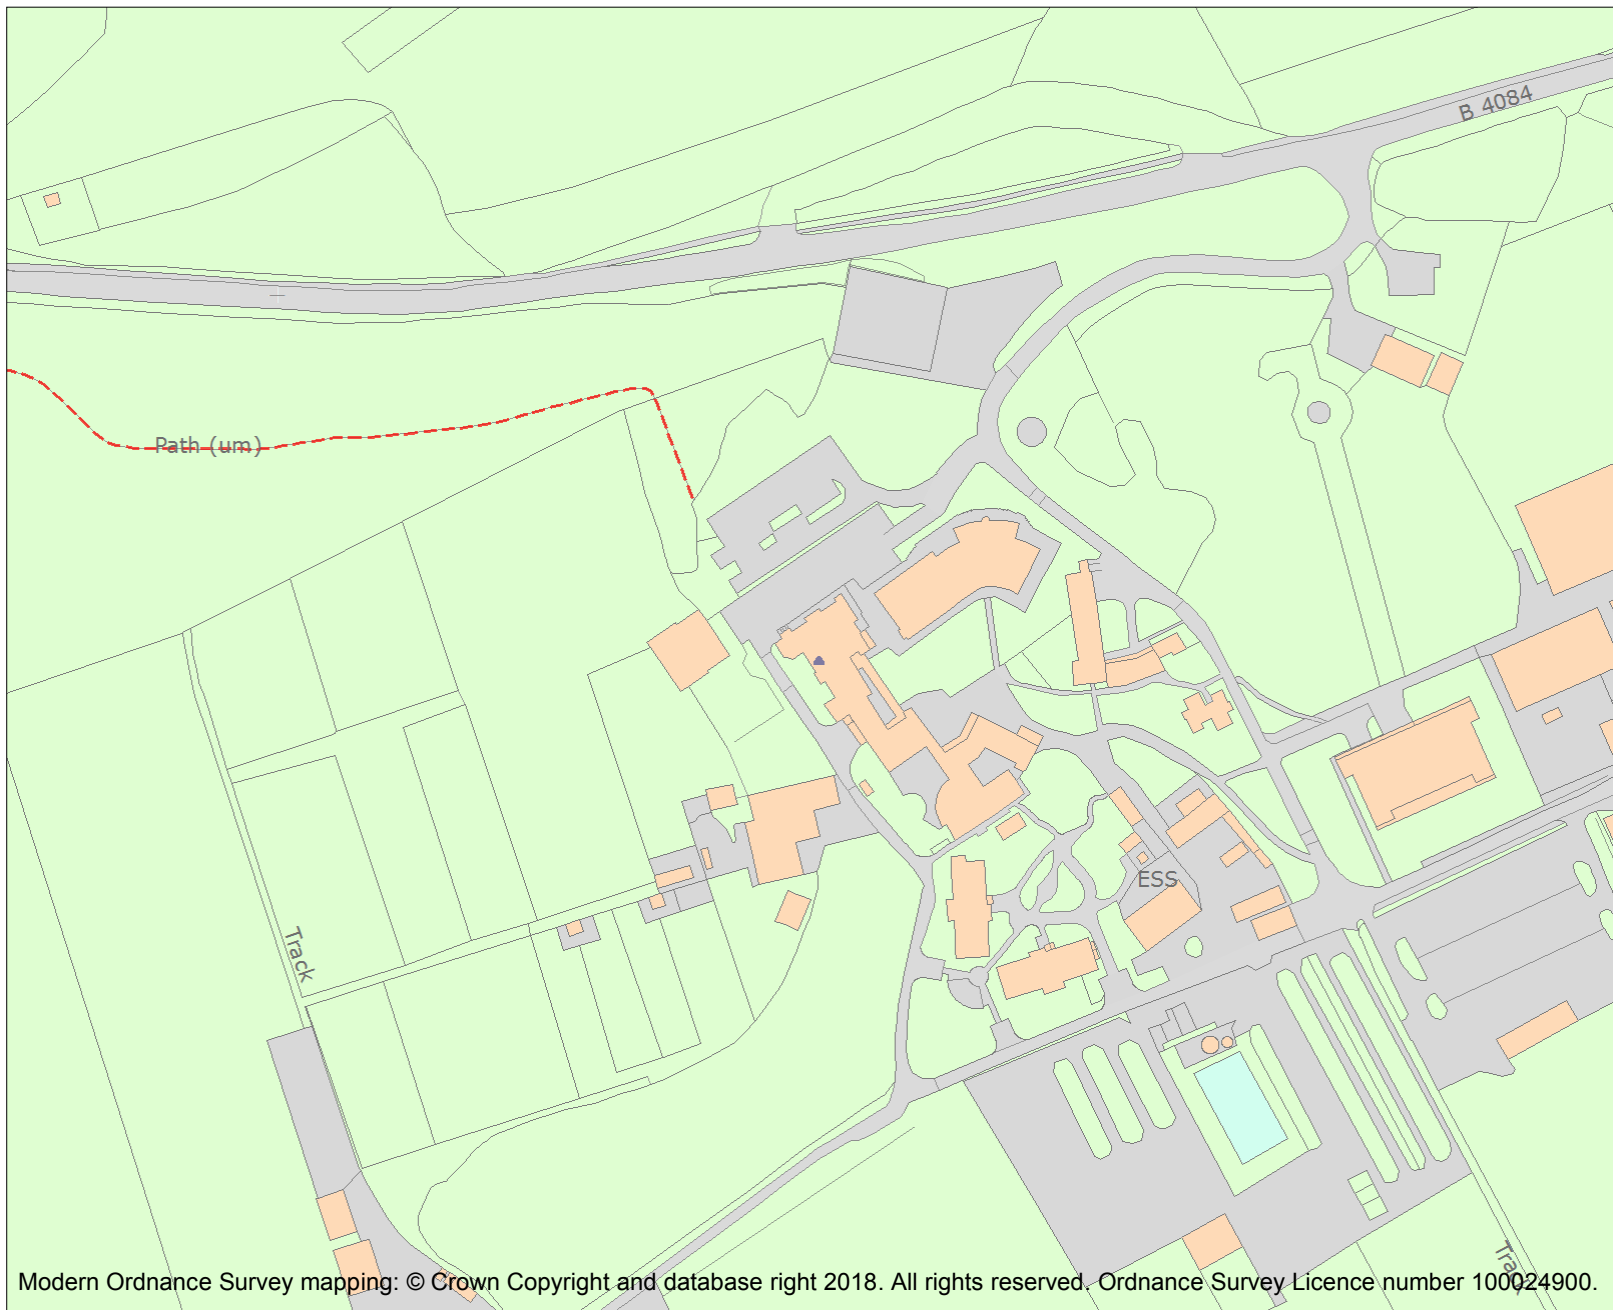 B 4084
Path (um)
ESS
Track
Track
Modern Ordnance Survey mapping: © Crown Copyright and database right 2018. All rights reserved. Ordnance Survey Licence number 100024900.